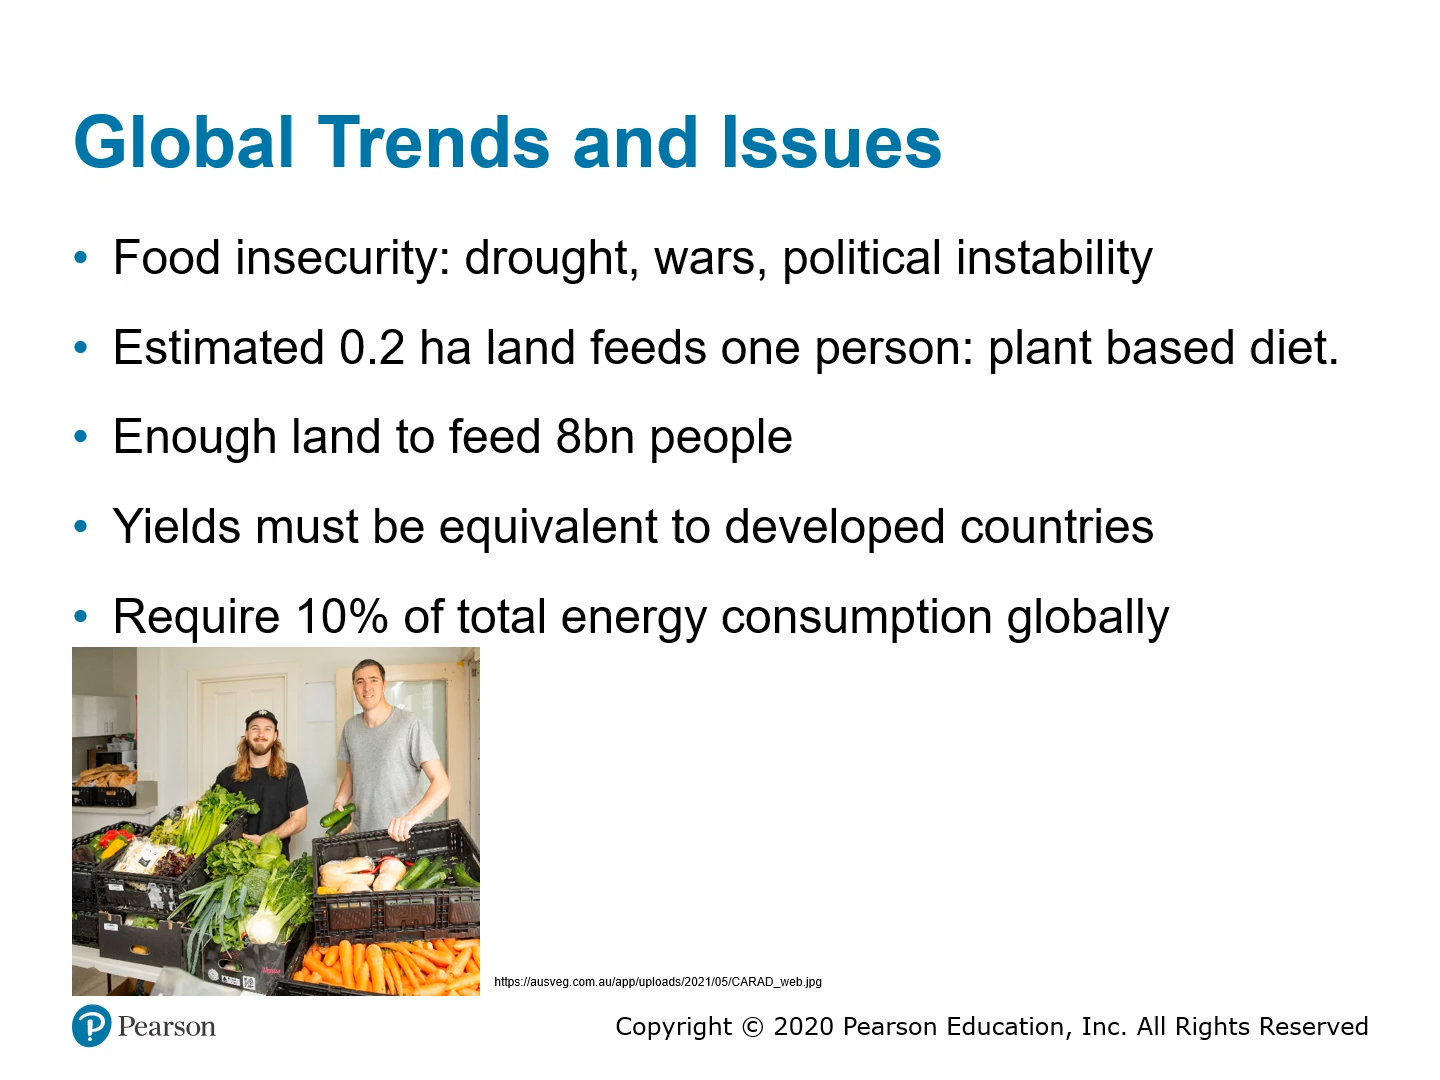 Global Trends and Issues
• Food insecurity: drought, wars, political instability
• Estimated 0.2 ha land feeds one person: plant based diet.
• Enough land to feed 8bn people
• Yields must be equivalent to developed countries
• Require 10% of total energy consumption globally
https://ausveg.com.au/app/uploads/2021/05/CARAD_web.jpg
Pearson
Copyright © 2020 Pearson Education, Inc. All Rights Reserved